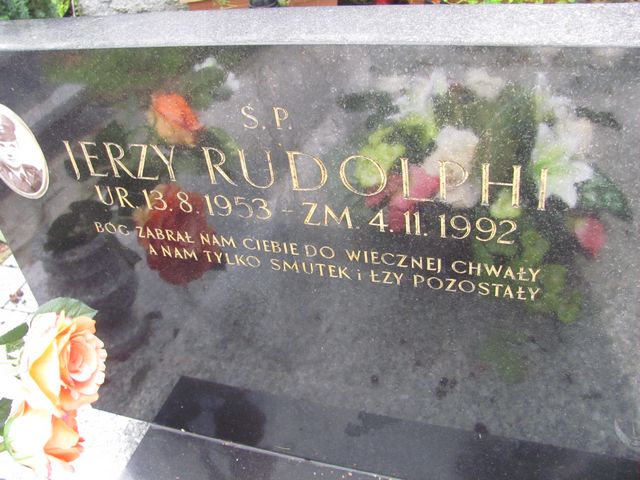 Ś.P.
JERZY RUDOLPHI
UR. 13.8.1953 - ZM. 4.11.1992
BÓG ZABRAŁ NAM CIEBIE DO WIECZNEJ CHWAŁY
A NAM TYLKO SMUTEK i ŁZY POZOSTAŁY